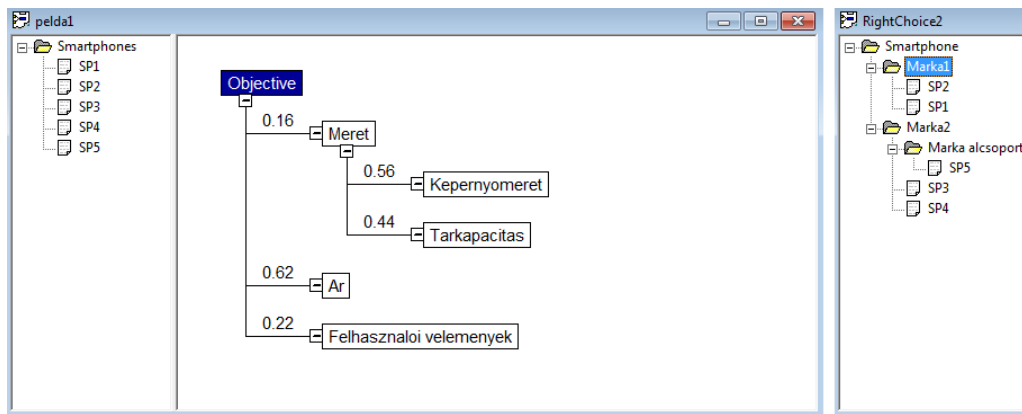 pelda1
Smartphones
SP1
SP2
SP3
SP4
SP5
Objective
0.16
Meret
0.56
Kepernyomeret
0.44
Tarkapacitas
0.62
Ar
0.22
Felhasznaloi velemenyek
RightChoice2
Smartphone
Marka1
SP2
SP1
Marka2
Marka alcsoport
SP5
SP3
SP4